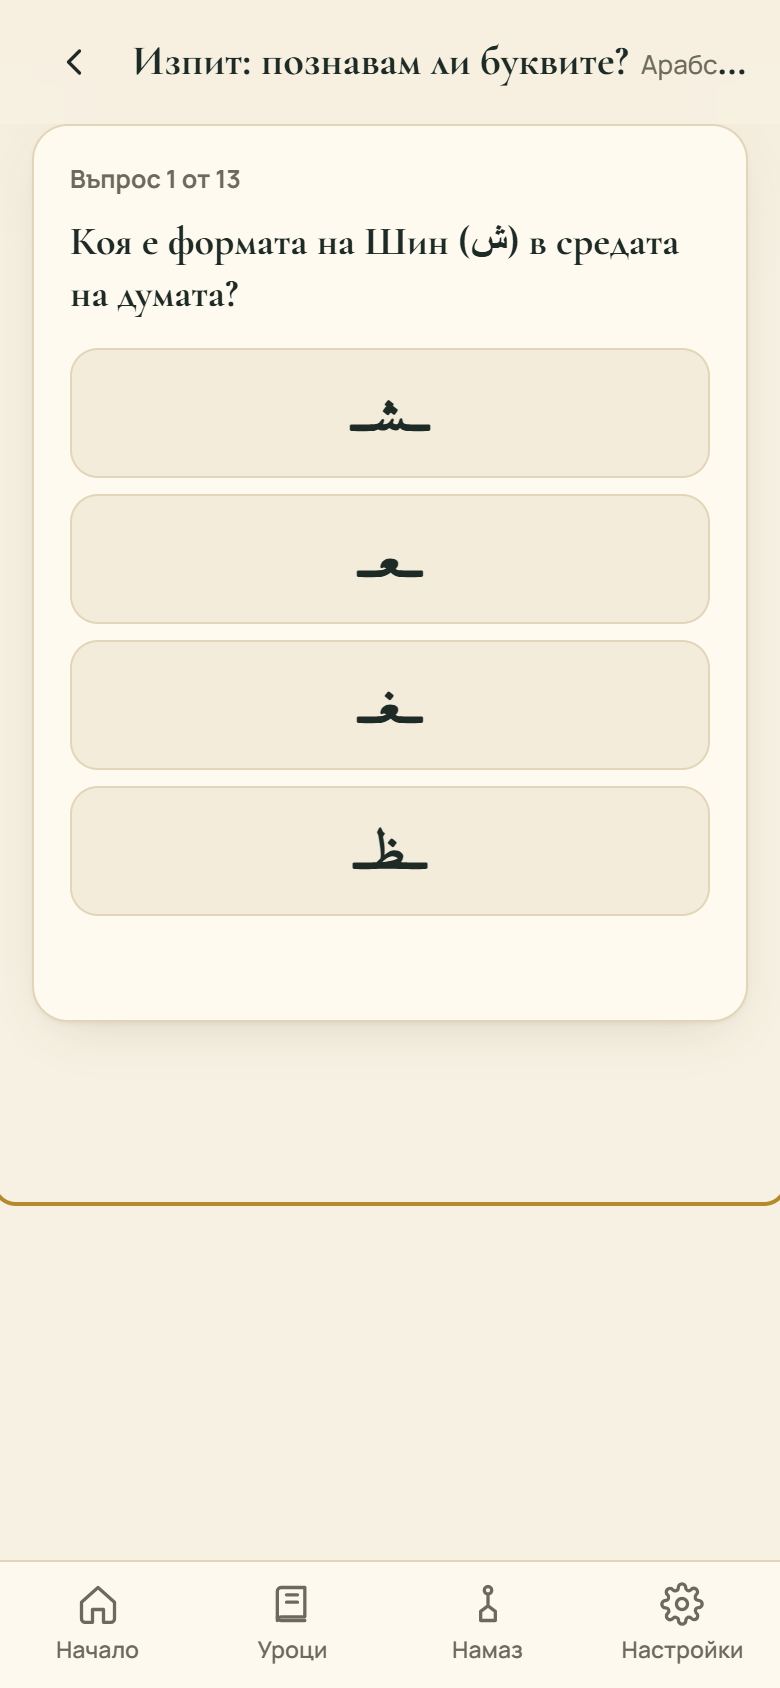 Изпит: познавам ли буквите? Арабс...
Въпрос 1 от 13
Коя е формата на Шин (ش) в средата
на думата?
ـشـ
ـعـ
ـغـ
ـظـ
Начало Уроци Намаз Настройки